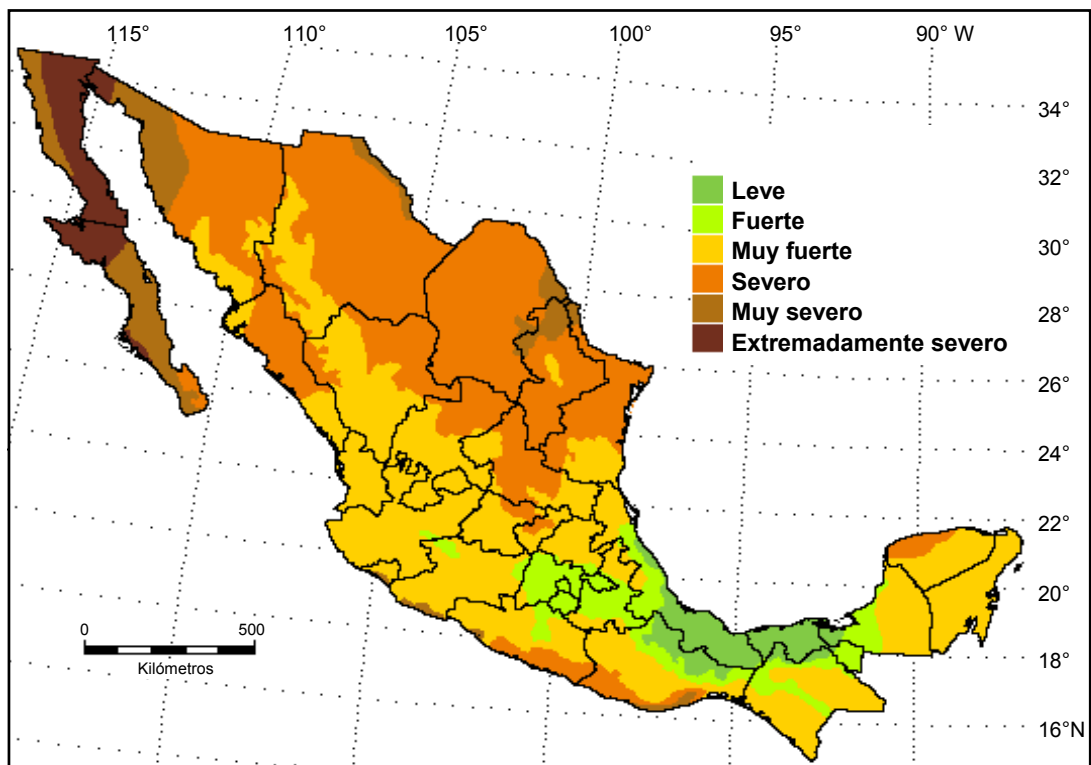 115° 110° 105° 100° 95° 90° W
34°
32°
Leve
Fuerte
Muy fuerte
30°
Severo
Muy severo
28°
Extremadamente severo
26°
24°
22°
20°
0 500
Kilómetros
18°
16°N